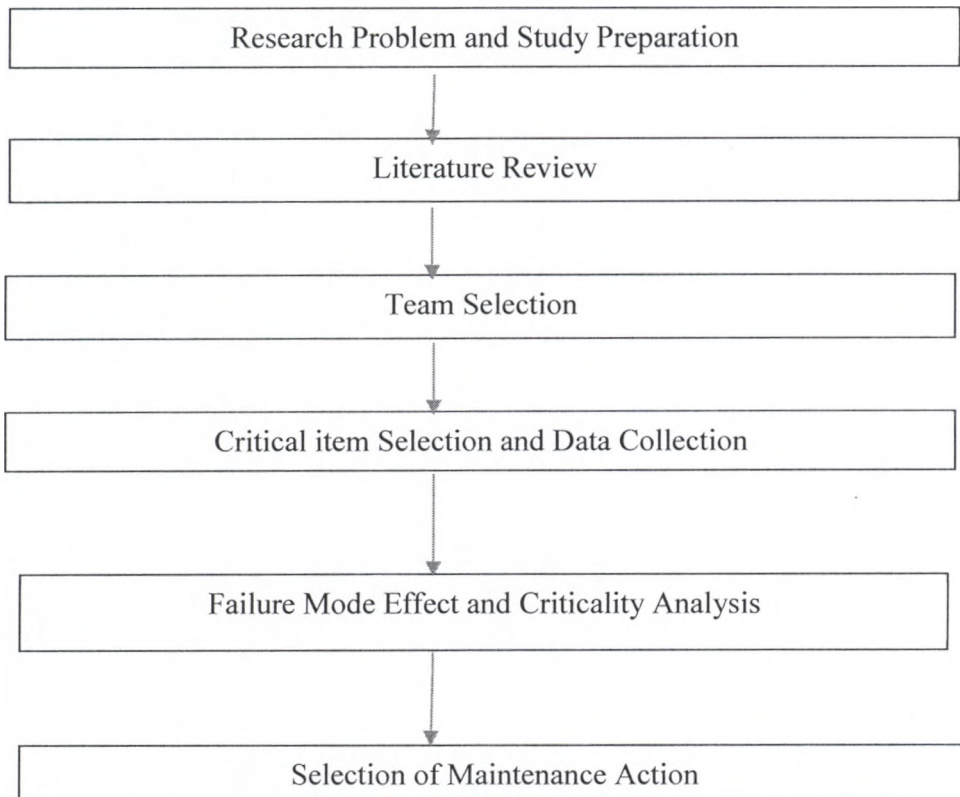 Research Problem and Study Preparation
Literature Review
Team Selection
Critical item Selection and Data Collection
Failure Mode Effect and Criticality Analysis
Selection of Maintenance Action